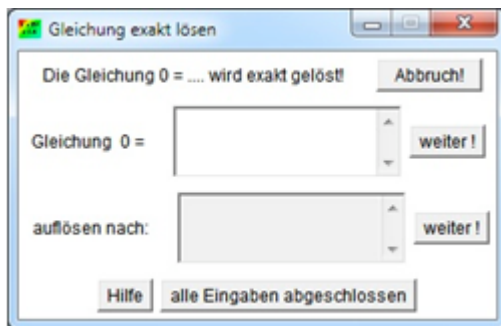 Gleichung exakt lösen
Die Gleichung 0 = .... wird exakt gelöst! Abbruch!
Gleichung 0 = weiter !
auflösen nach: weiter !
Hilfe alle Eingaben abgeschlossen